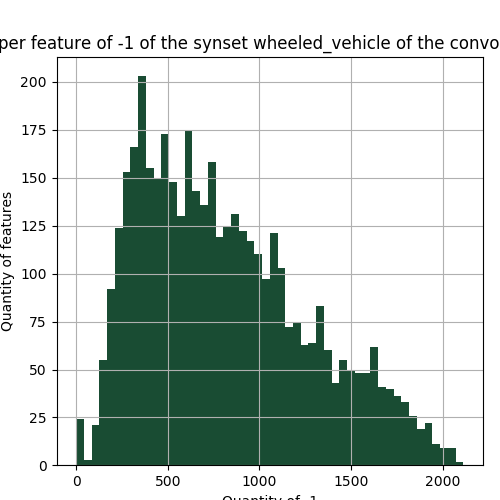 per feature of -1 of the synset wheeled_vehicle of the convo
Quantity of features
200
175
150
125
100
75
50
25
0
0 500 1000 1500 2000
Quantity of -1